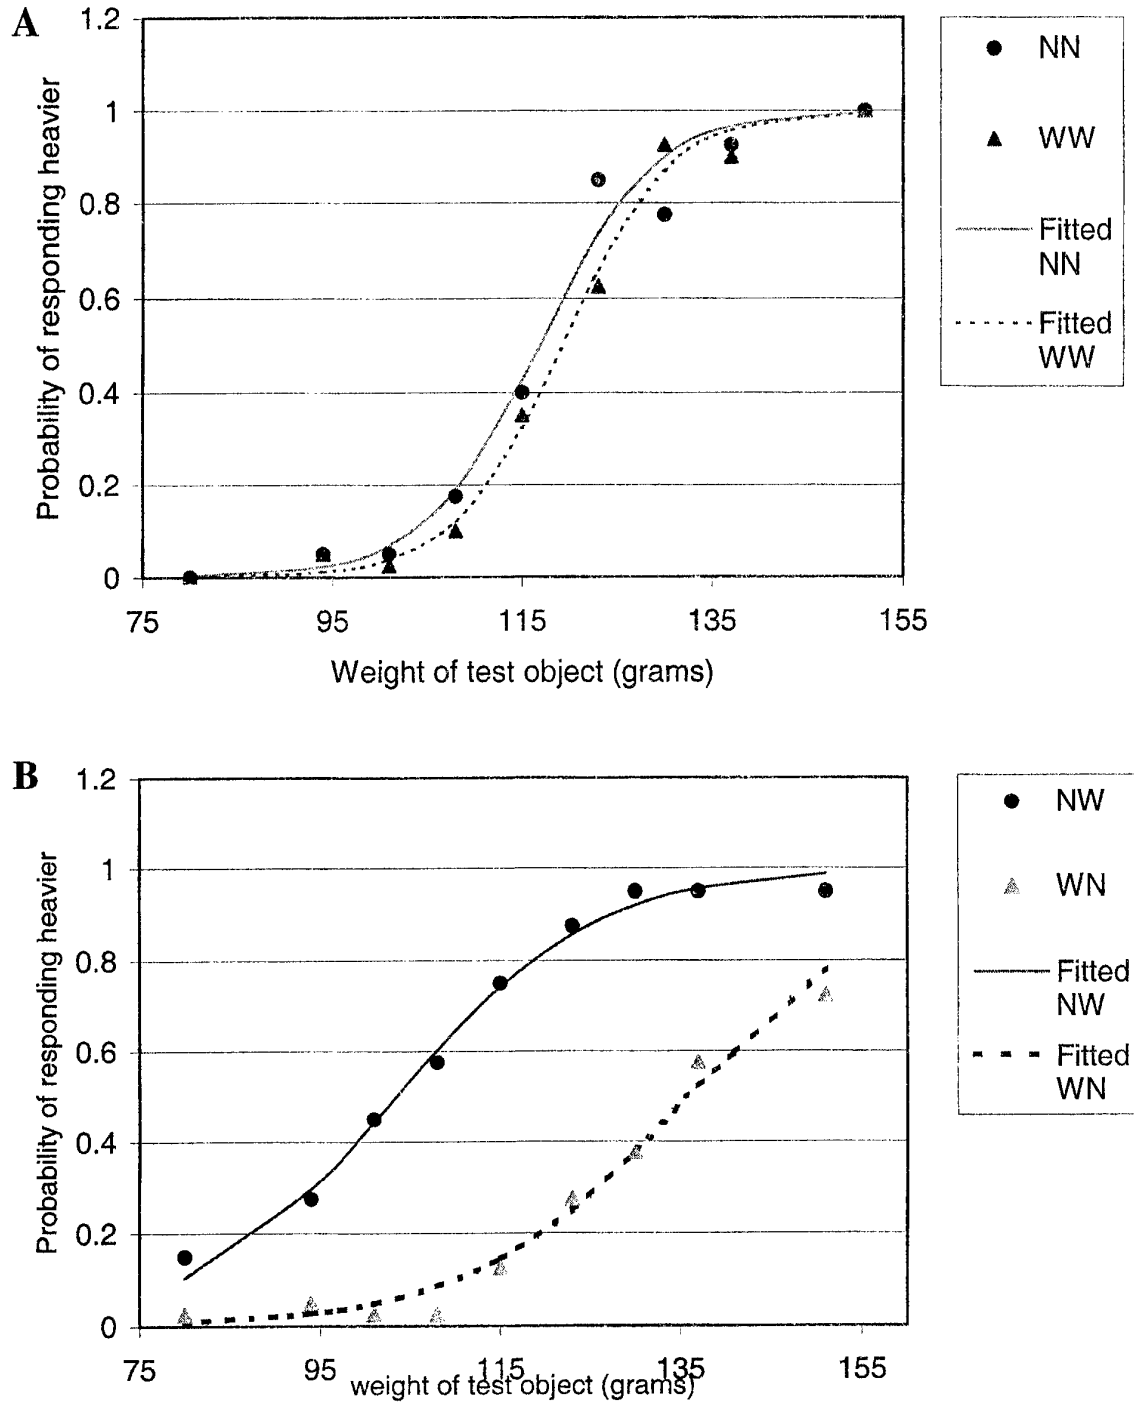 A
1.2
1
0.8
0.6
0.4
0.2
0
Probability of responding heavier
75
95
115
135
155
Weight of test object (grams)
NN
WW
Fitted
NN
Fitted
WW
B
1.2
1
0.8
0.6
0.4
0.2
0
Probability of responding heavier
75
95
115
135
155
weight of test object (grams)
NW
WN
Fitted
NW
Fitted
WN